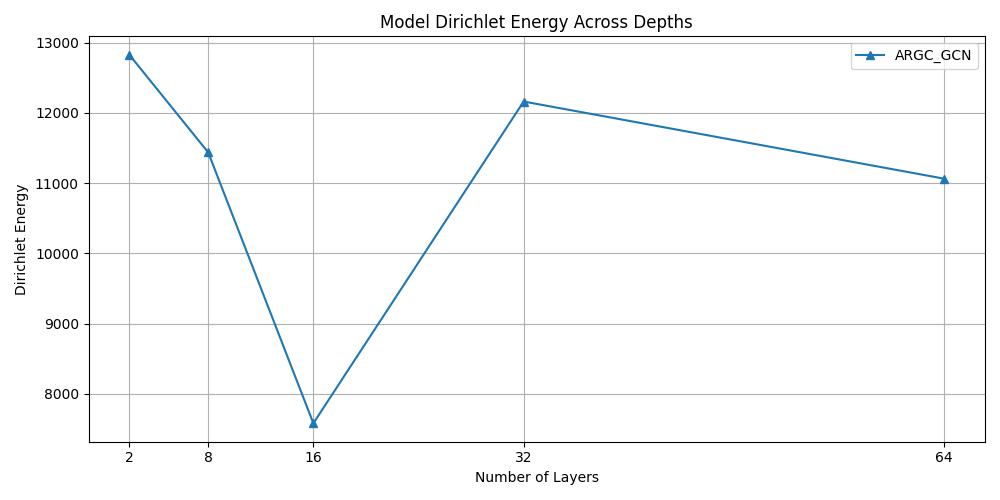 Model Dirichlet Energy Across Depths
ARGC_GCN
13000
12000
11000
10000
9000
8000
Dirichlet Energy
2 8 16 32 64
Number of Layers